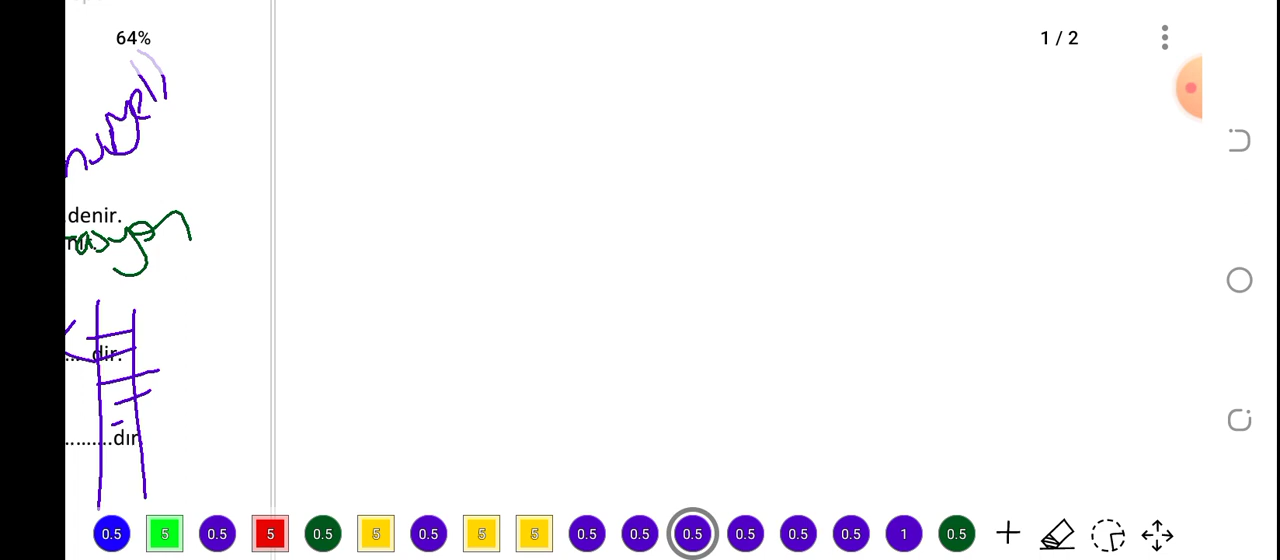 64%
1 / 2
denir.
asyon
.... dir.
.........dır
0.5 5 0.5 5 0.5 5 0.5 5 5 0.5 0.5 0.5 0.5 0.5 0.5 1 0.5